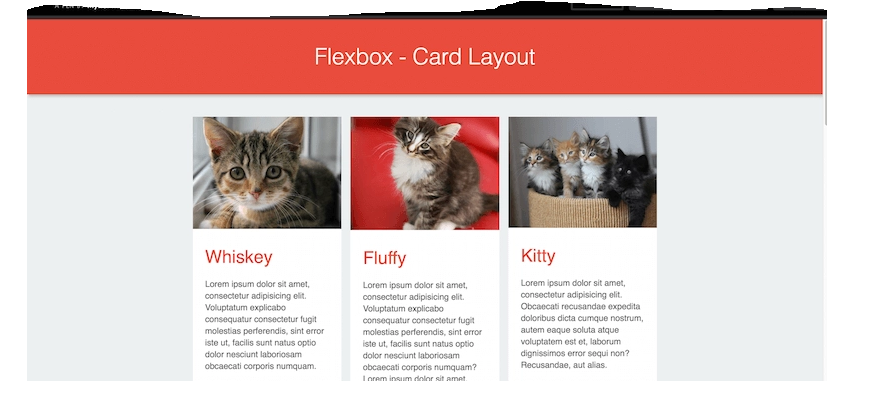 Flexbox - Card Layout
Whiskey
Lorem ipsum dolor sit amet,
consectetur adipisicing elit.
Voluptatum explicabo
consequatur consectetur fugit
molestias perferendis, sint error
iste ut, facilis sunt natus optio
dolor nesciunt laboriosam
obcaecati corporis numquam.
Fluffy
Lorem ipsum dolor sit amet,
consectetur adipisicing elit.
Voluptatum explicabo
consequatur consectetur fugit
molestias perferendis, sint error
iste ut, facilis sunt natus optio
dolor nesciunt laboriosam
obcaecati corporis numquam?
Lorem ipsum dolor sit amet
Kitty
Lorem ipsum dolor sit amet,
consectetur adipisicing elit.
Obcaecati recusandae expedita
doloribus dicta cumque nostrum,
autem eaque soluta atque
voluptatem est et, laborum
dignissimos error sequi non?
Recusandae, aut alias.